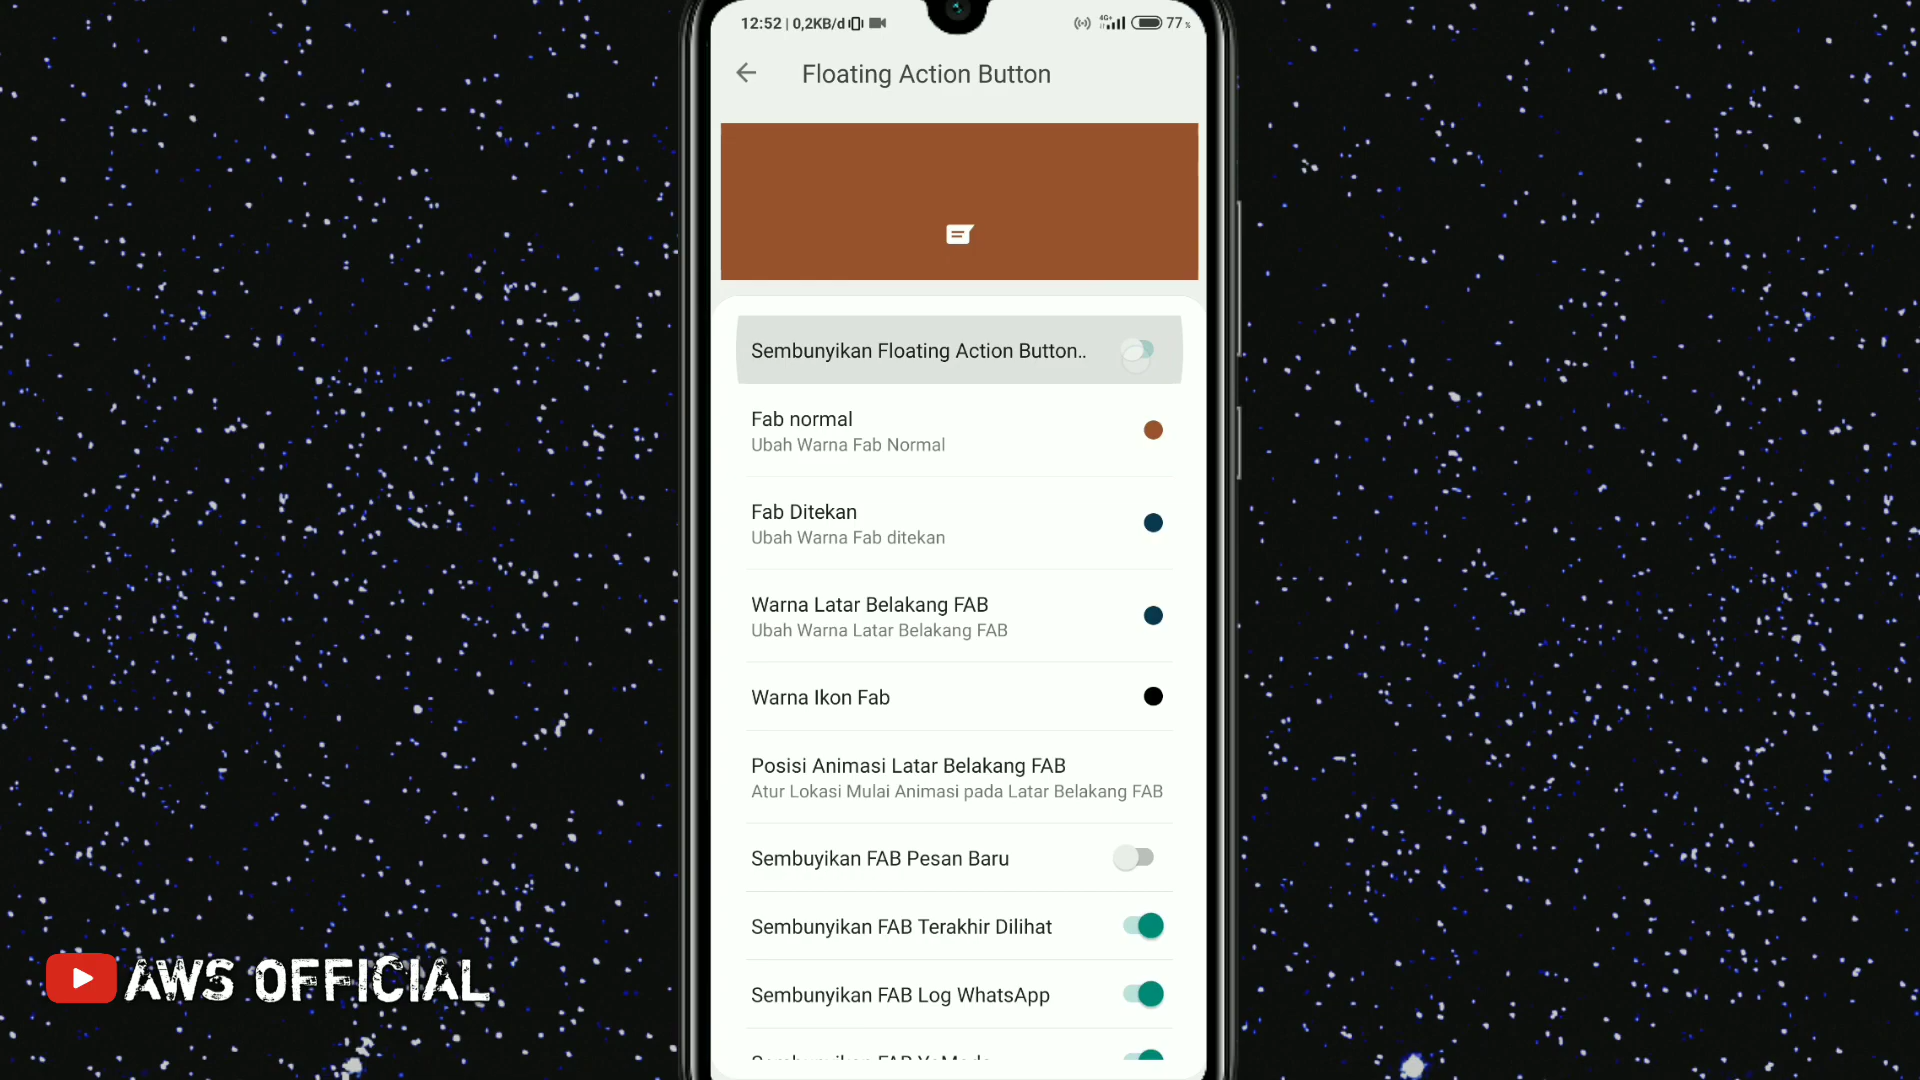 12:52 | 0,2KB/d
4G+ 77 %
Floating Action Button
Sembunyikan Floating Action Button..
Fab normal
Ubah Warna Fab Normal
Fab Ditekan
Ubah Warna Fab ditekan
Warna Latar Belakang FAB
Ubah Warna Latar Belakang FAB
Warna Ikon Fab
Posisi Animasi Latar Belakang FAB
Atur Lokasi Mulai Animasi pada Latar Belakang FAB
Sembuyikan FAB Pesan Baru
Sembunyikan FAB Terakhir Dilihat
Sembunyikan FAB Log WhatsApp
AWS OFFICIAL